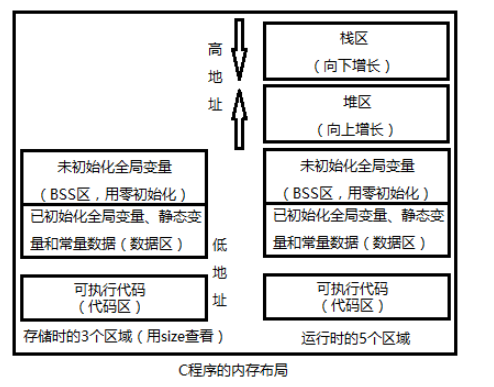 高
地
址
栈区
（向下增长）
堆区
（向上增长）
未初始化全局变量
（BSS区，用零初始化）
已初始化全局变量、静态变
量和常量数据（数据区）
可执行代码
（代码区）
存储时的3个区域（用size查看）
低
地
址
未初始化全局变量
（BSS区，用零初始化）
已初始化全局变量、静态变
量和常量数据（数据区）
可执行代码
（代码区）
运行时的5个区域
C程序的内存布局